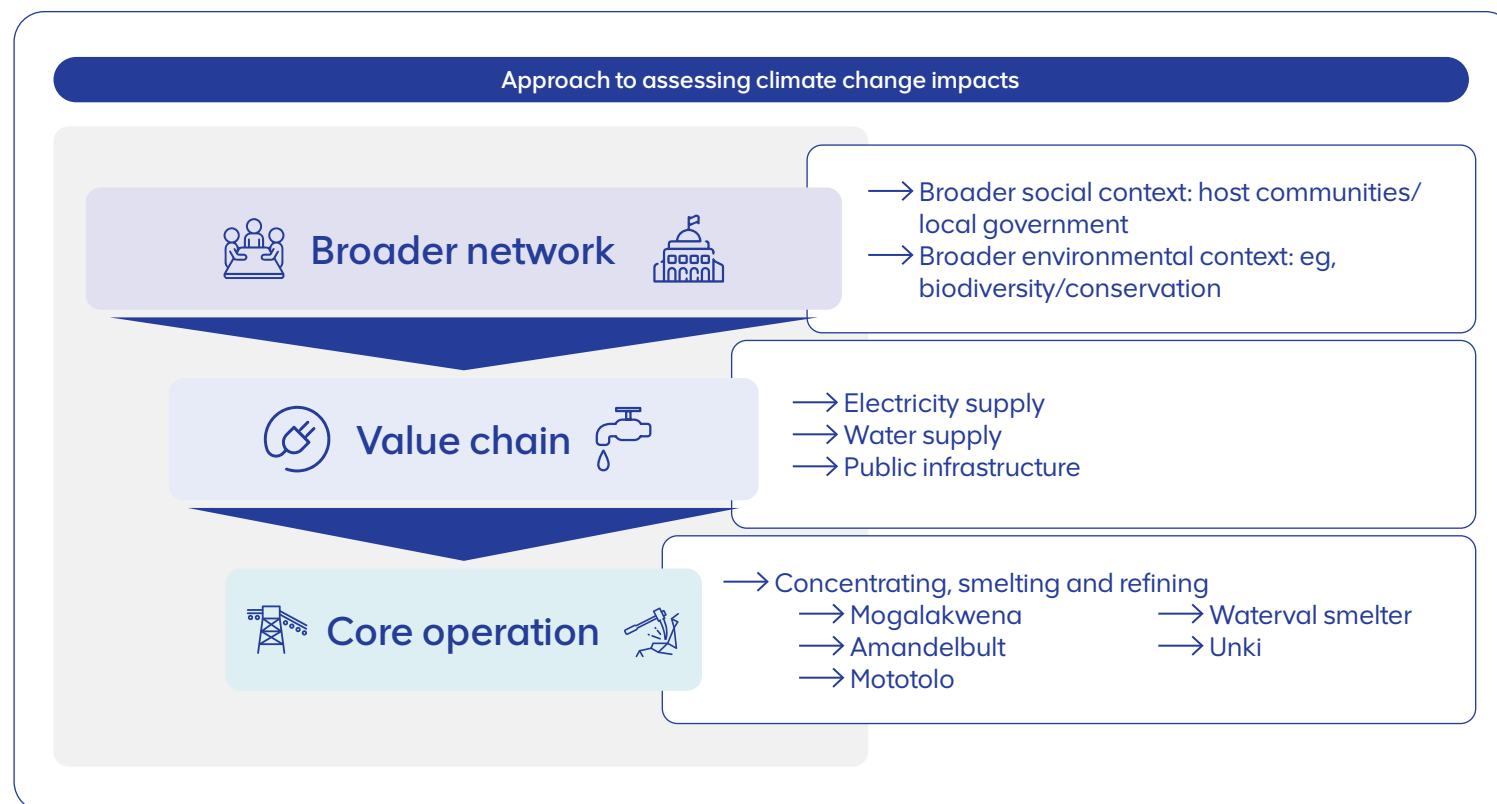 Approach to assessing climate change impacts
Broader network
→ Broader social context: host communities/
local government
→ Broader environmental context: eg,
biodiversity/conservation
Value chain
→ Electricity supply
→ Water supply
→ Public infrastructure
Core operation
→ Concentrating, smelting and refining
→ Mogalakwena
→ Amandelbult
→ Mototolo
→ Waterval smelter
→ Unki